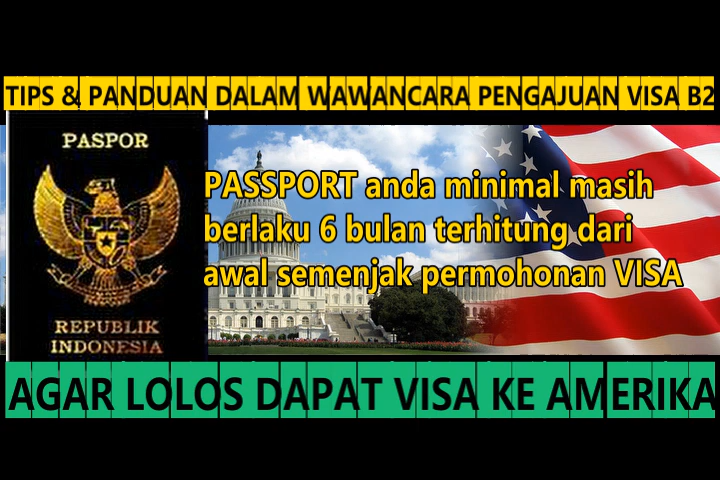 TIPS & PANDUAN DALAM WAWANCARA PENGAJUAN VISA B2
PASPOR
REPUBLIK
INDONESIA
PASSPORT anda minimal masih
berlaku 6 bulan terhitung dari
awal semenjak permohonan VISA
AGAR LOLOS DAPAT VISA KE AMERIKA